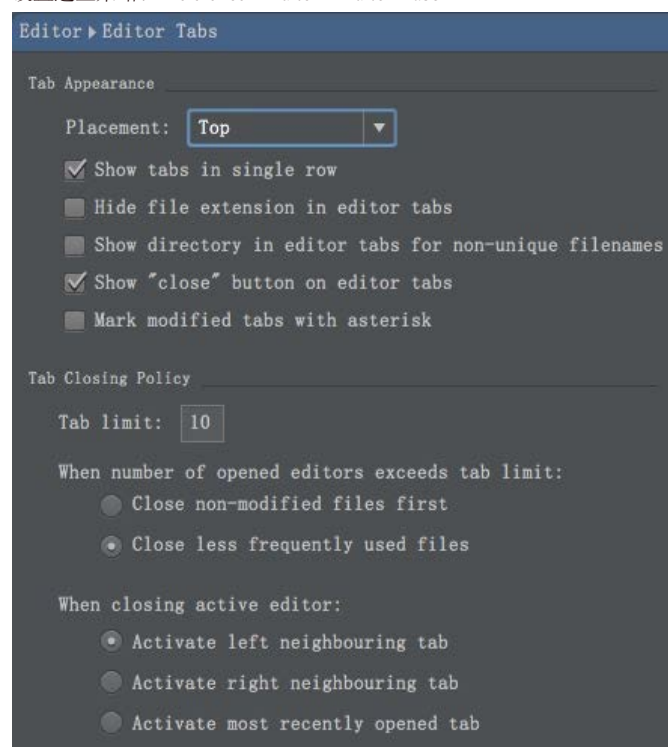 Editor ▸ Editor Tabs
Tab Appearance
Placement: Top
Show tabs in single row
Hide file extension in editor tabs
Show directory in editor tabs for non-unique filenames
Show "close" button on editor tabs
Mark modified tabs with asterisk
Tab Closing Policy
Tab limit: 10
When number of opened editors exceeds tab limit:
Close non-modified files first
Close less frequently used files
When closing active editor:
Activate left neighbouring tab
Activate right neighbouring tab
Activate most recently opened tab